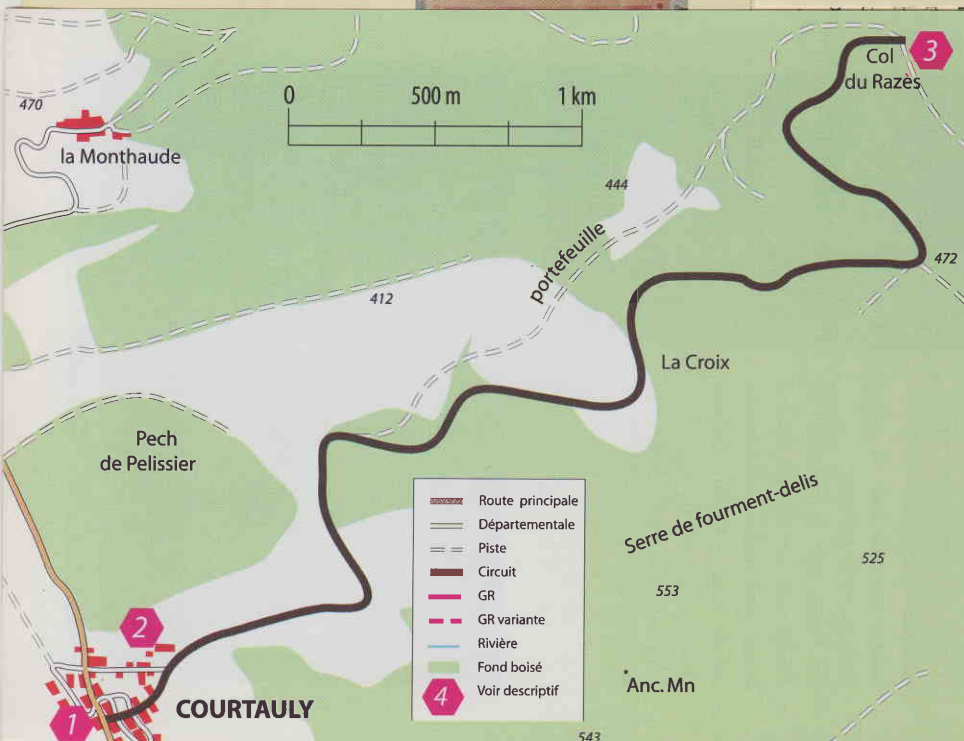 3
Col
du Razès
0 500 m 1 km
470
la Monthaude
444
portefeuille
472
412
La Croix
Pech
de Pelissier
Serre de fourment-delis
525
553
Route principale
Départementale
Piste
Circuit
GR
GR variante
Rivière
Fond boisé
4 Voir descriptif
2
Anc. Mn
COURTAULY
1
543